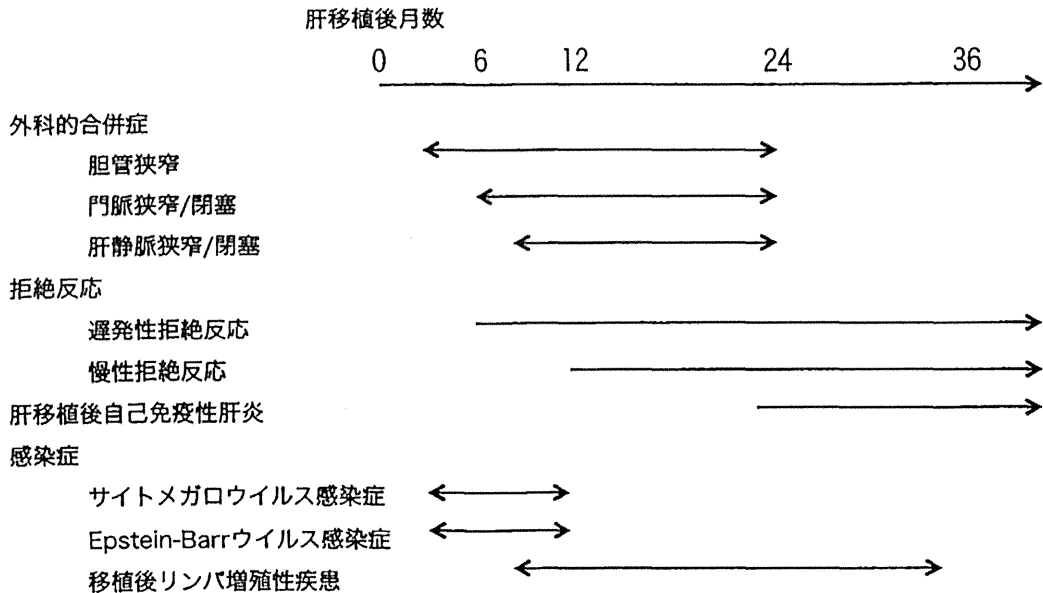 肝移植後月数
0 6 12 24 36
外科的合併症
胆管狭窄
門脈狭窄/閉塞
肝静脈狭窄/閉塞
拒絶反応
遅発性拒絶反応
慢性拒絶反応
肝移植後自己免疫性肝炎
感染症
サイトメガロウイルス感染症
Epstein-Barrウイルス感染症
移植後リンパ増殖性疾患